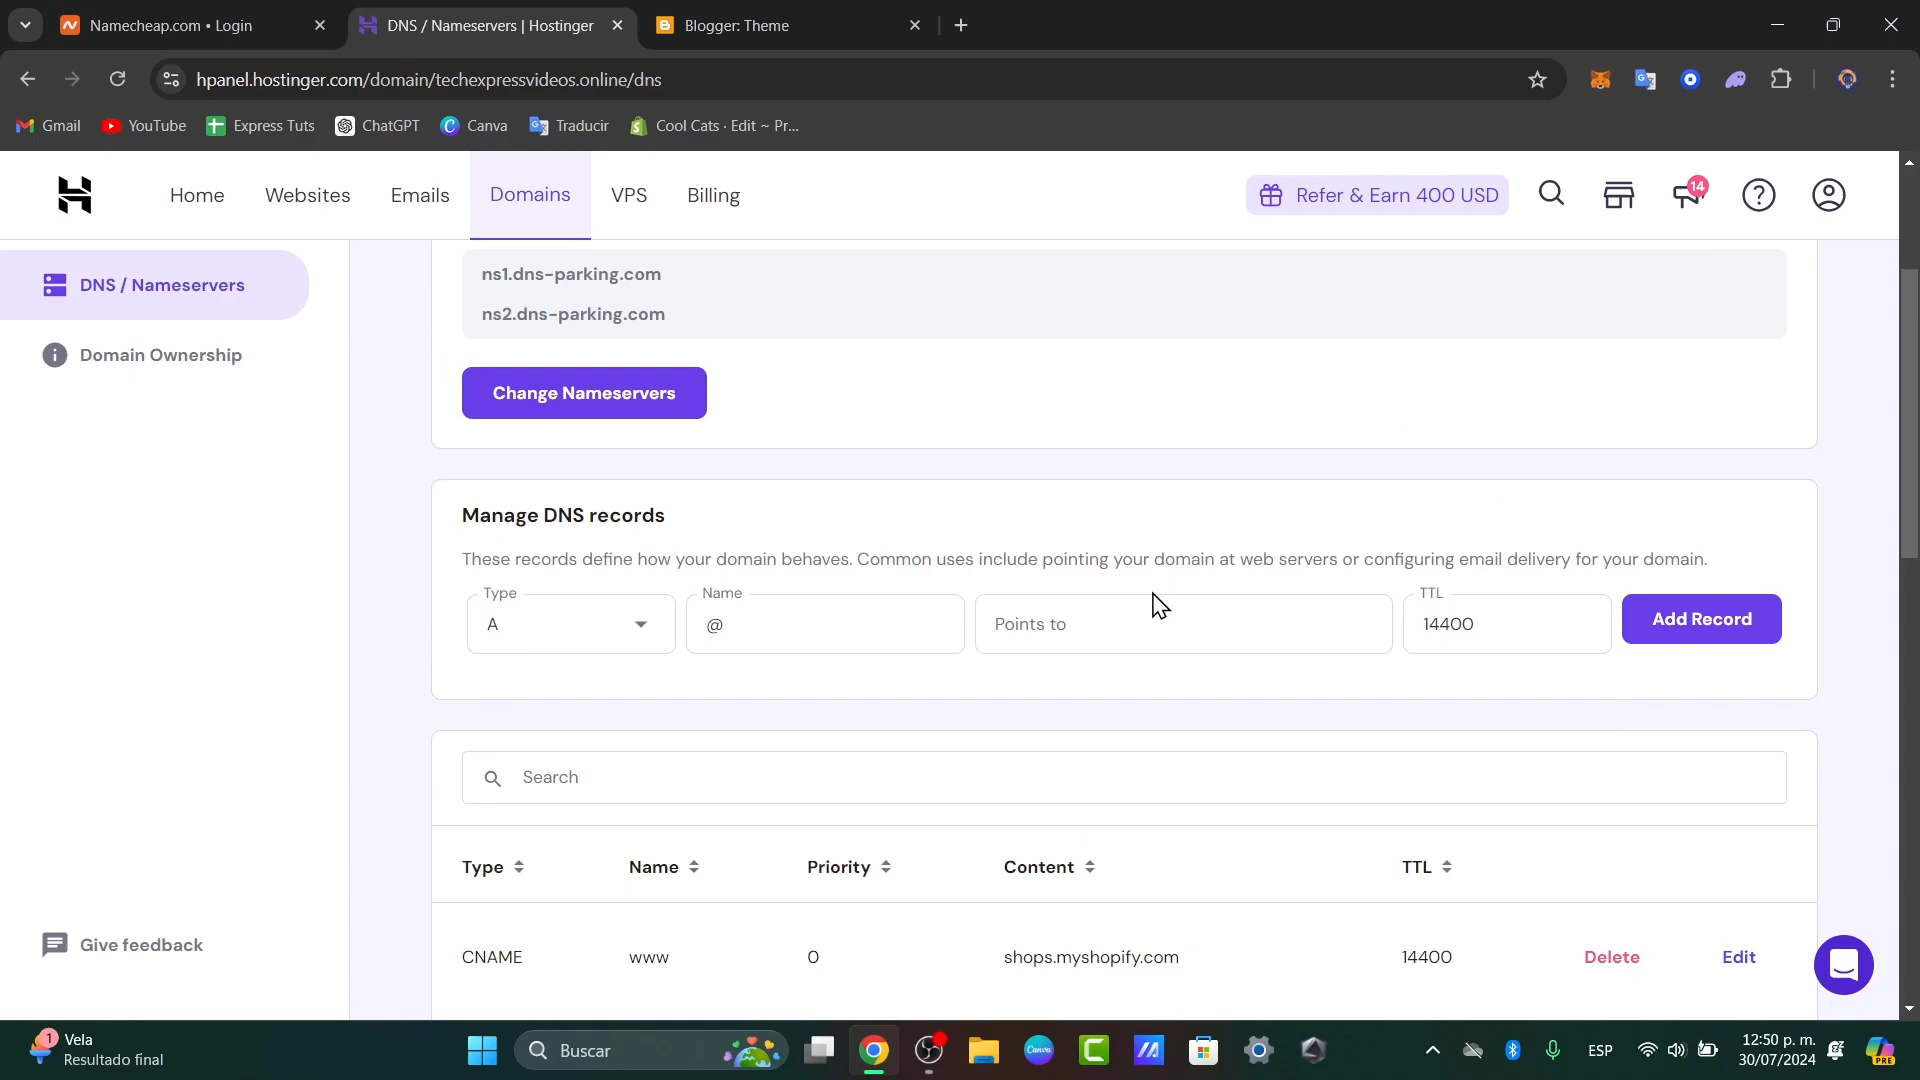 Namecheap.com • Login
DNS / Nameservers | Hostinger
Blogger: Theme
hpanel.hostinger.com/domain/techexpressvideos.online/dns
Gmail
YouTube
Express Tuts
ChatGPT
Canva
Traducir
Cool Cats · Edit ~ Pr...
Home
Websites
Emails
Domains
VPS
Billing
Refer & Earn 400 USD
14
DNS / Nameservers
Domain Ownership
ns1.dns-parking.com
ns2.dns-parking.com
Change Nameservers
Manage DNS records
These records define how your domain behaves. Common uses include pointing your domain at web servers or configuring email delivery for your domain.
Type
A
Name
@
Points to
TTL
14400
Add Record
Search
Type
Name
Priority
Content
TTL
CNAME
www
0
shops.myshopify.com
14400
Delete
Edit
Give feedback
1
Vela
Resultado final
Buscar
Canva
ESP
12:50 p. m.
30/07/2024
PRE